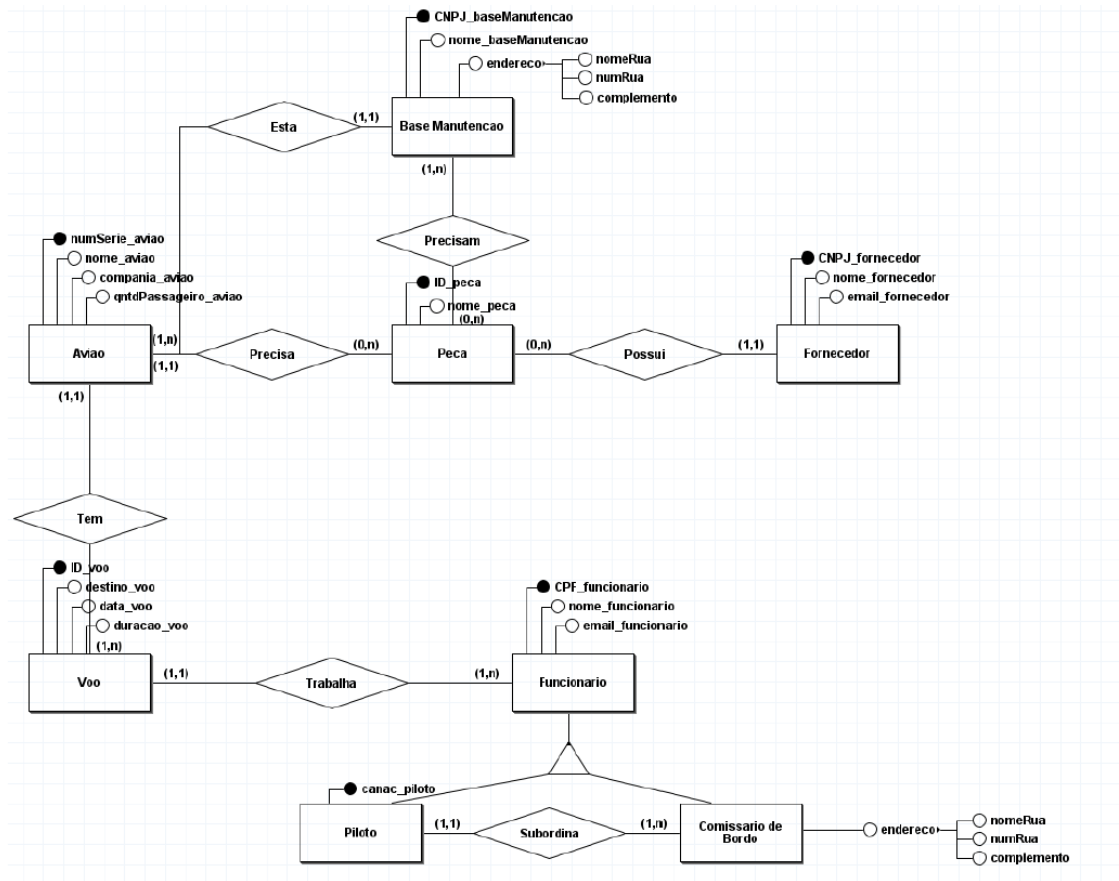 CNPJ_baseManutencao
nome_baseManutencao
endereco
nomeRua
numRua
complemento
Esta
(1,1)
Base Manutencao
(1,n)
Precisam
numSerie_aviao
nome_aviao
compania_aviao
qntdPassageiro_aviao
ID_peca
nome_peca
(0,n)
CNPJ_fornecedor
nome_fornecedor
email_fornecedor
Aviao
(1,n)
(1,1)
Precisa
(0,n)
Peca
(0,n)
Possui
(1,1)
Fornecedor
(1,1)
Tem
ID_voo
destino_voo
data_voo
duracao_voo
(1,n)
CPF_funcionario
nome_funcionario
email_funcionario
Voo
(1,1)
Trabalha
(1,n)
Funcionario
canac_piloto
Piloto
(1,1)
Subordina
(1,n)
Comissario de
Bordo
endereco
nomeRua
numRua
complemento